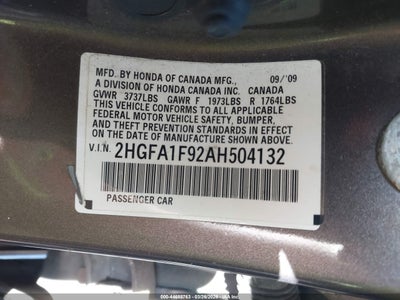 MFD. BY HONDA OF CANADA MFG., 09/'09
A DIVISION OF HONDA CANADA INC. CANADA
GVWR 3737LBS GAWR F 1973LBS R 1764LBS
THIS VEHICLE CONFORMS TO ALL APPLICABLE
FEDERAL MOTOR VEHICLE SAFETY, BUMPER,
AND THEFT PREVENTION STANDARDS IN EFFECT
ON THE DATE OF MANUFACTURE SHOWN ABOVE.
V.I.N. 2HGFA1F92AH504132
PASSENGER CAR